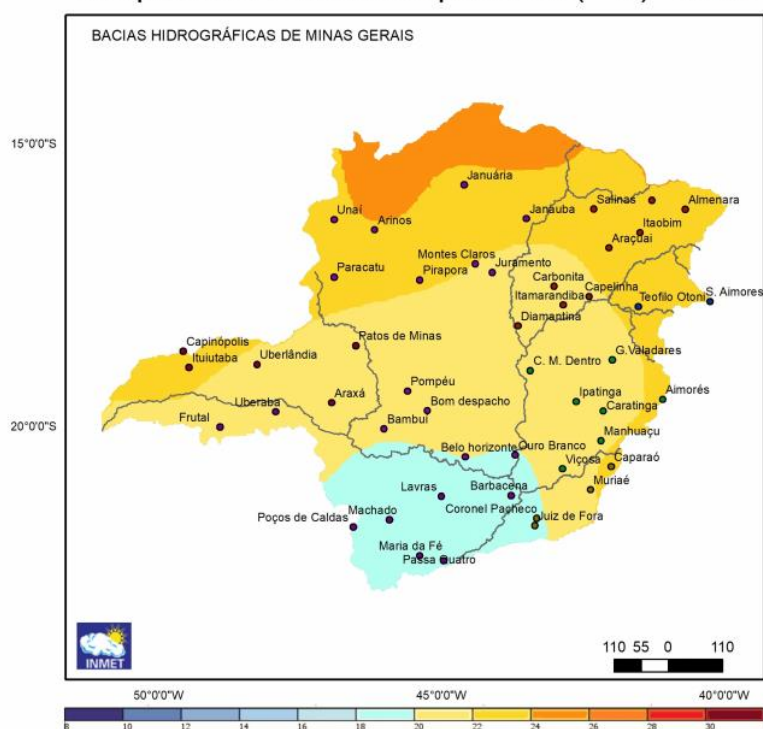 BACIAS HIDROGRÁFICAS DE MINAS GERAIS
15°0'0"S
Januária
Unaí
Arinos
Janáuba
Salinas
Almenara
Itaobim
Araçuai
Montes Claros
Juramento
Paracatu
Pirapora
Carbonita
Capelinha
Itamarandiba
Teofilo Otoni
S. Aimores
Diamantina
Capinópolis
Patos de Minas
Ituiutaba
Uberlândia
C. M. Dentro
G.Valadares
Pompéu
Ipatinga
Aimorés
Uberaba
Araxá
Bom despacho
Caratinga
20°0'0"S
Frutal
Bambuí
Manhuaçu
Belo horizonte
Ouro Branco
Viçosa
Caparaó
Lavras
Barbacena
Muriaé
Poços de Caldas
Machado
Coronel Pacheco
Juiz de Fora
Maria da Fé
Passa Quatro
INMET
110 55 0 110
50°0'0"W
45°0'0"W
40°0'0"W
8 10 12 14 16 18 20 22 24 26 28 30